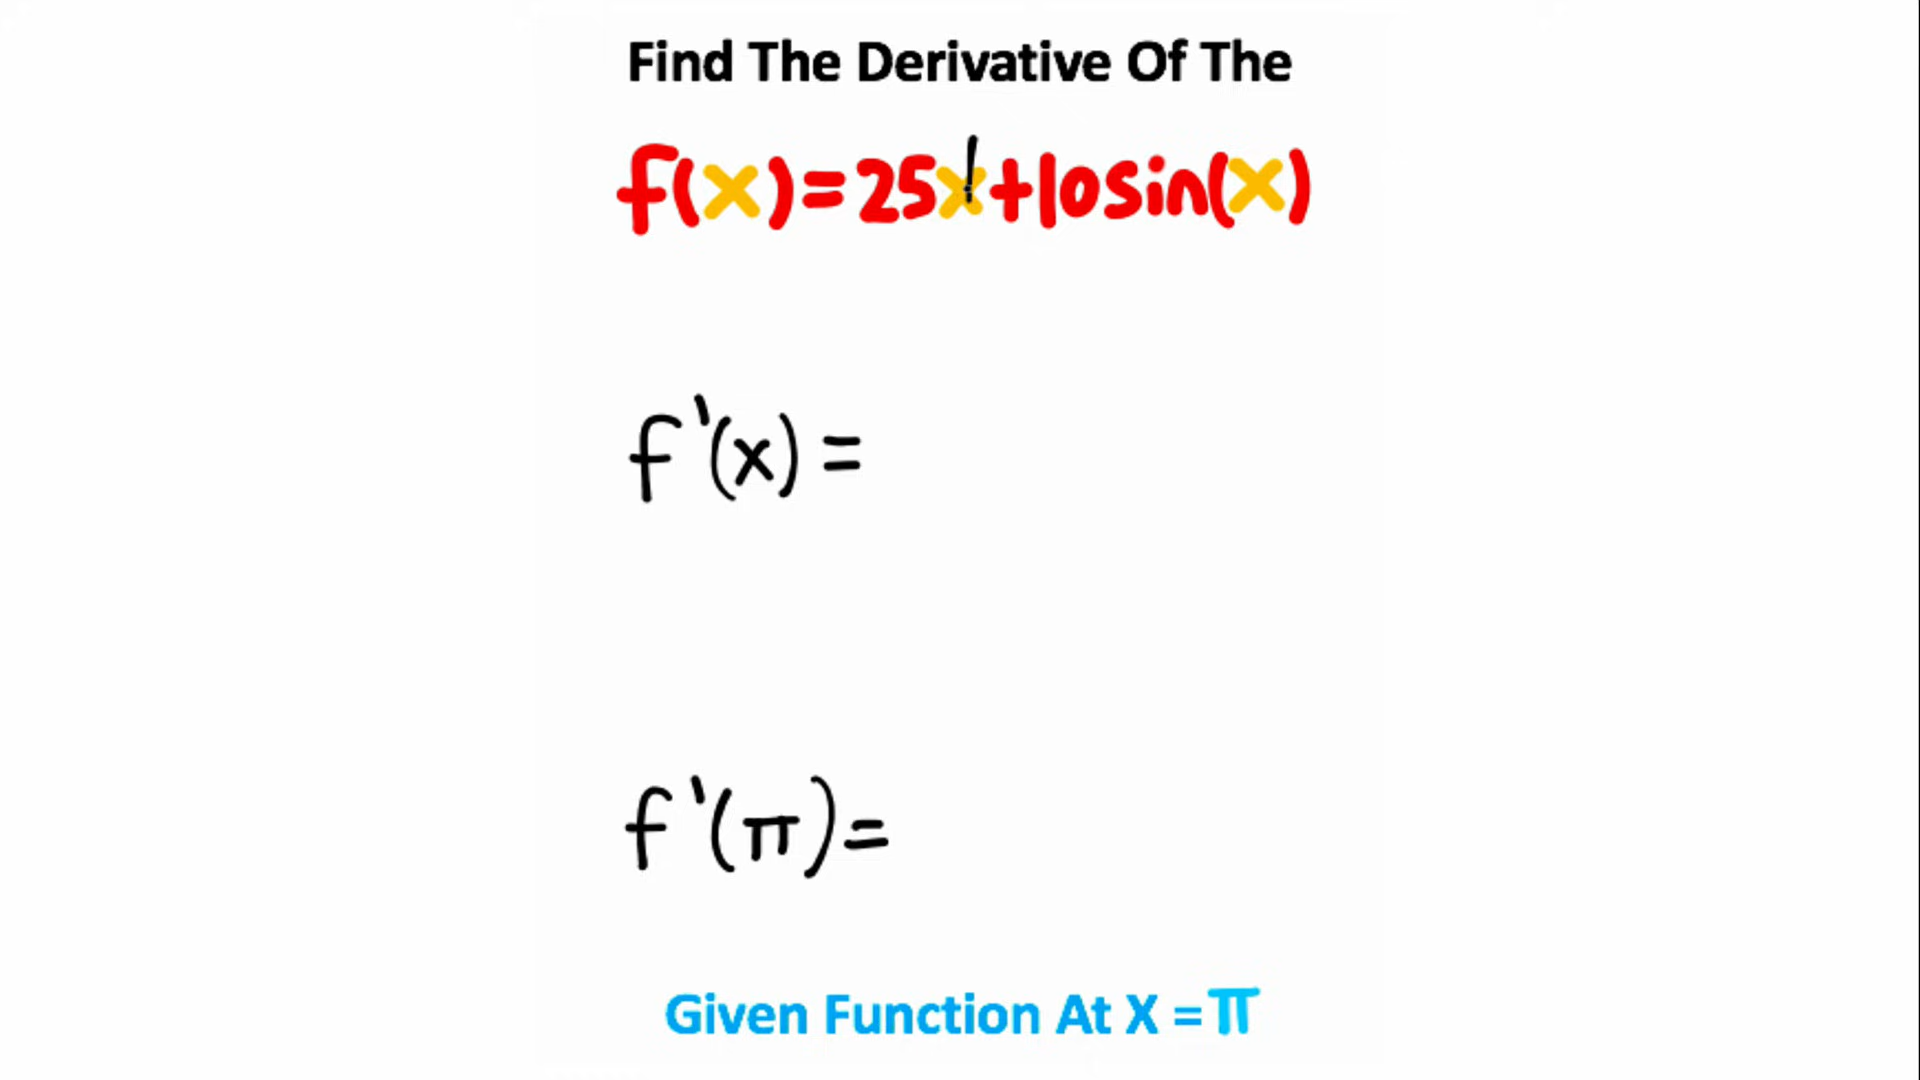 Find The Derivative Of The
f(x)=25x+10sin(x)
f'(x)=
f'(π)=
Given Function At X =π